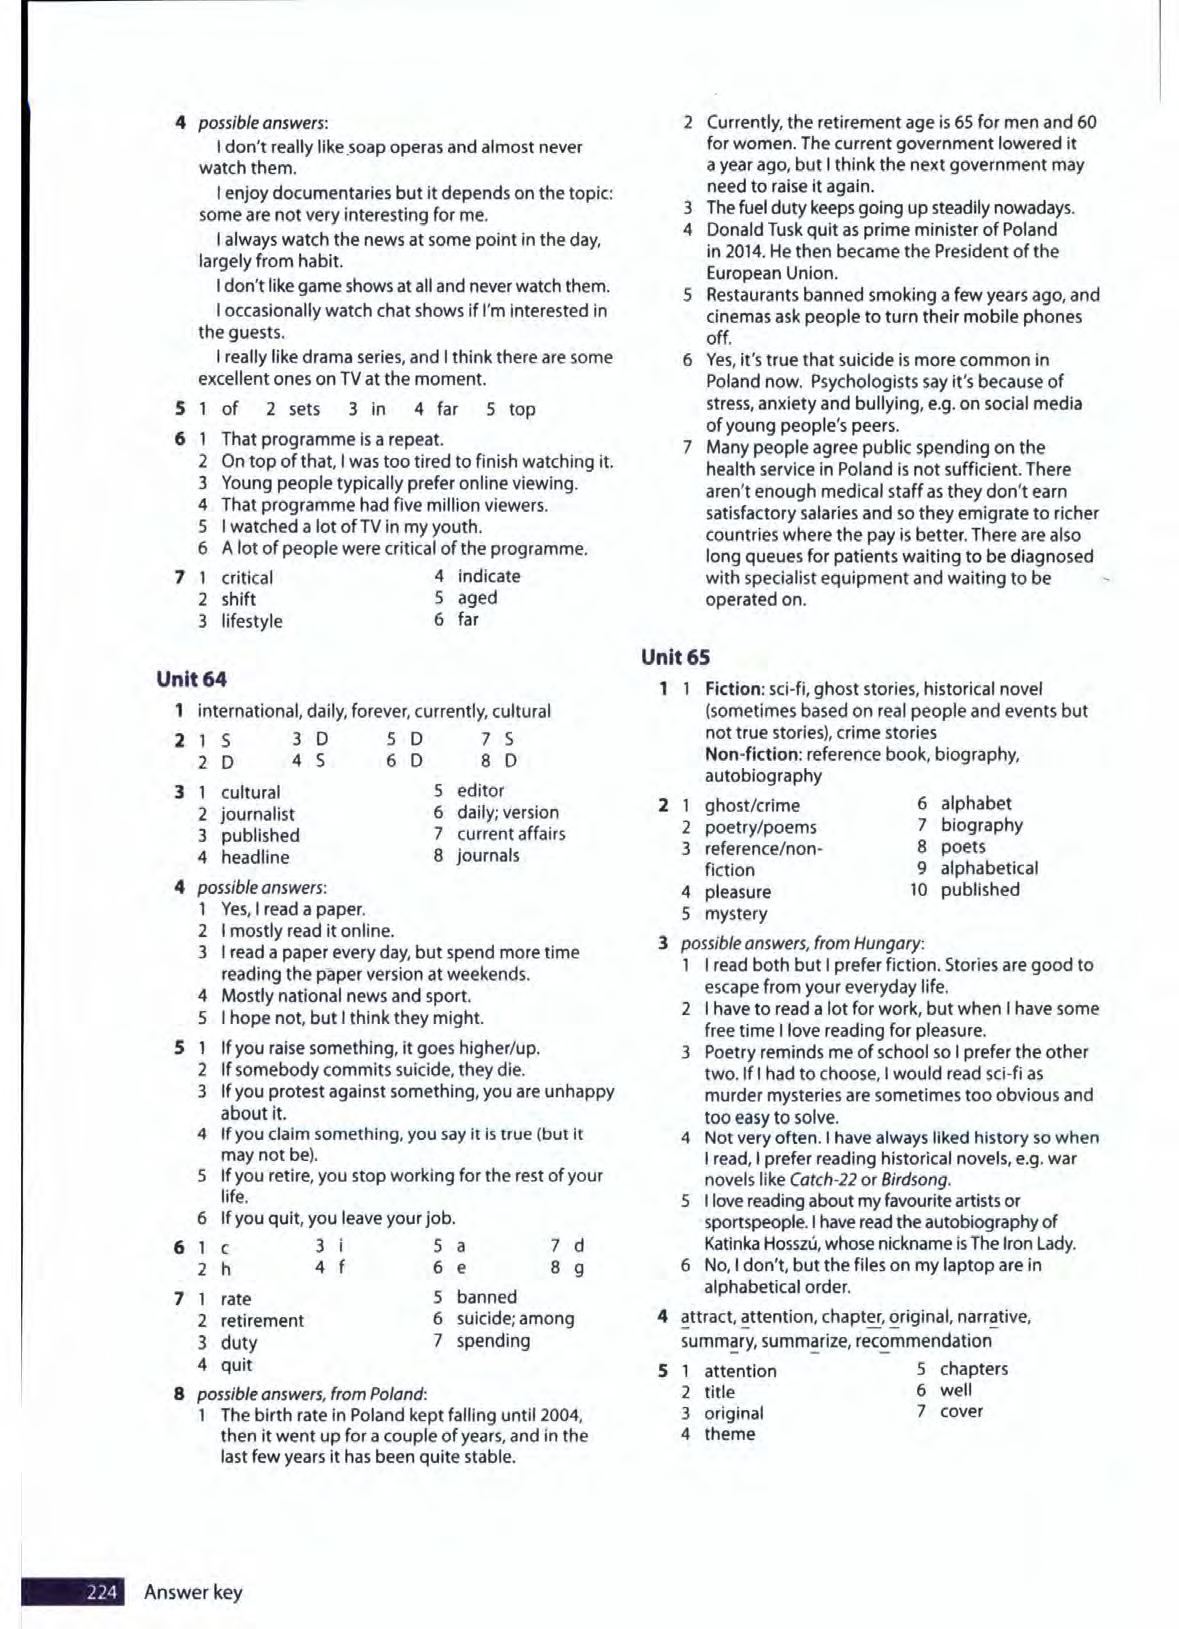 4 possible answers:
I don't really like soap operas and almost never
watch them.
I enjoy documentaries but it depends on the topic:
some are not very interesting for me.
I always watch the news at some point in the day,
largely from habit.
I don't like game shows at all and never watch them.
I occasionally watch chat shows if I'm interested in
the guests.
I really like drama series, and I think there are some
excellent ones on TV at the moment.
5 1 of 2 sets 3 in 4 far 5 top
6 1 That programme is a repeat.
2 On top of that, I was too tired to finish watching it.
3 Young people typically prefer online viewing.
4 That programme had five million viewers.
5 I watched a lot of TV in my youth.
6 A lot of people were critical of the programme.
7 1 critical 4 indicate
2 shift 5 aged
3 lifestyle 6 far
Unit 64
1 international, daily, forever, currently, cultural
2 1 S 3 D 5 D 7 S
2 D 4 S 6 D 8 D
3 1 cultural 5 editor
2 journalist 6 daily; version
3 published 7 current affairs
4 headline 8 journals
4 possible answers:
1 Yes, I read a paper.
2 I mostly read it online.
3 I read a paper every day, but spend more time
reading the paper version at weekends.
4 Mostly national news and sport.
5 I hope not, but I think they might.
5 1 If you raise something, it goes higher/up.
2 If somebody commits suicide, they die.
3 If you protest against something, you are unhappy
about it.
4 If you claim something, you say it is true (but it
may not be).
5 If you retire, you stop working for the rest of your
life.
6 If you quit, you leave your job.
6 1 c 3 i 5 a 7 d
2 h 4 f 6 e 8 g
7 1 rate 5 banned
2 retirement 6 suicide; among
3 duty 7 spending
4 quit
8 possible answers, from Poland:
1 The birth rate in Poland kept falling until 2004,
then it went up for a couple of years, and in the
last few years it has been quite stable.
2 Currently, the retirement age is 65 for men and 60
for women. The current government lowered it
a year ago, but I think the next government may
need to raise it again.
3 The fuel duty keeps going up steadily nowadays.
4 Donald Tusk quit as prime minister of Poland
in 2014. He then became the President of the
European Union.
5 Restaurants banned smoking a few years ago, and
cinemas ask people to turn their mobile phones
off.
6 Yes, it's true that suicide is more common in
Poland now. Psychologists say it's because of
stress, anxiety and bullying, e.g. on social media
of young people's peers.
7 Many people agree public spending on the
health service in Poland is not sufficient. There
aren't enough medical staff as they don't earn
satisfactory salaries and so they emigrate to richer
countries where the pay is better. There are also
long queues for patients waiting to be diagnosed
with specialist equipment and waiting to be
operated on.
Unit 65
1 1 Fiction: sci-fi, ghost stories, historical novel
(sometimes based on real people and events but
not true stories), crime stories
Non-fiction: reference book, biography,
autobiography
2 1 ghost/crime 6 alphabet
2 poetry/poems 7 biography
3 reference/non- 8 poets
fiction 9 alphabetical
4 pleasure 10 published
5 mystery
3 possible answers, from Hungary:
1 I read both but I prefer fiction. Stories are good to
escape from your everyday life.
2 I have to read a lot for work, but when I have some
free time I love reading for pleasure.
3 Poetry reminds me of school so I prefer the other
two. If I had to choose, I would read sci-fi as
murder mysteries are sometimes too obvious and
too easy to solve.
4 Not very often. I have always liked history so when
I read, I prefer reading historical novels, e.g. war
novels like Catch-22 or Birdsong.
5 I love reading about my favourite artists or
sportspeople. I have read the autobiography of
Katinka Hosszú, whose nickname is The Iron Lady.
6 No, I don't, but the files on my laptop are in
alphabetical order.
4 attract, attention, chapter, original, narrative,
summary, summarize, recommendation
5 1 attention 5 chapters
2 title 6 well
3 original 7 cover
4 theme
224 Answer key